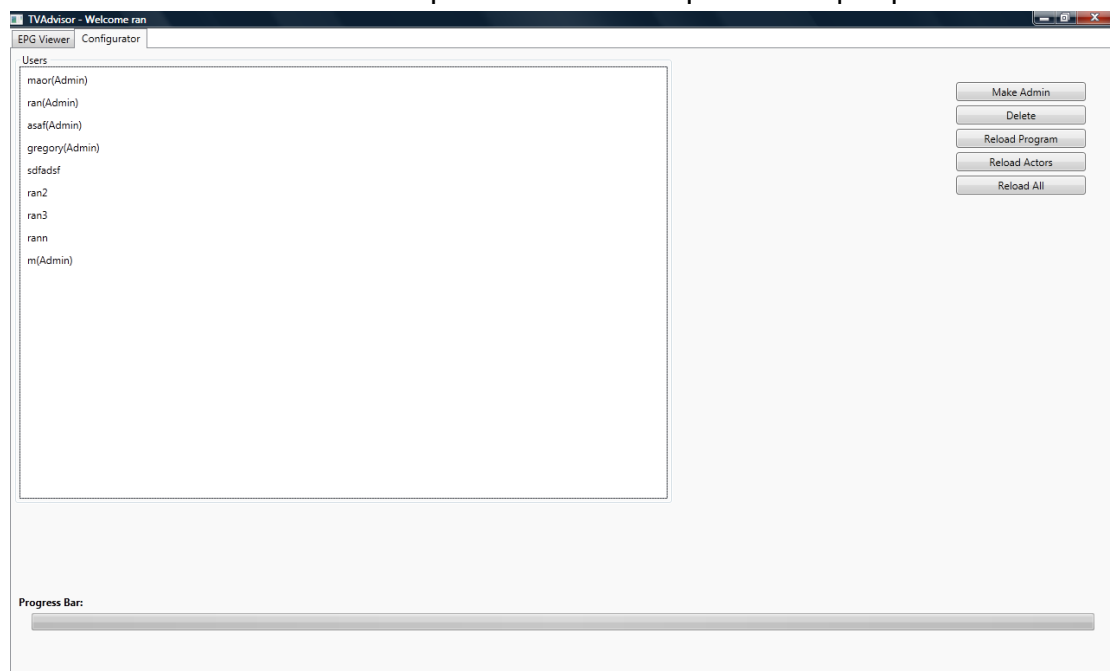 TVAdvisor - Welcome ran
EPG Viewer Configurator
Users
maor(Admin)
ran(Admin)
asaf(Admin)
gregory(Admin)
sdfadsf
ran2
ran3
rann
m(Admin)
Make Admin
Delete
Reload Program
Reload Actors
Reload All
Progress Bar: